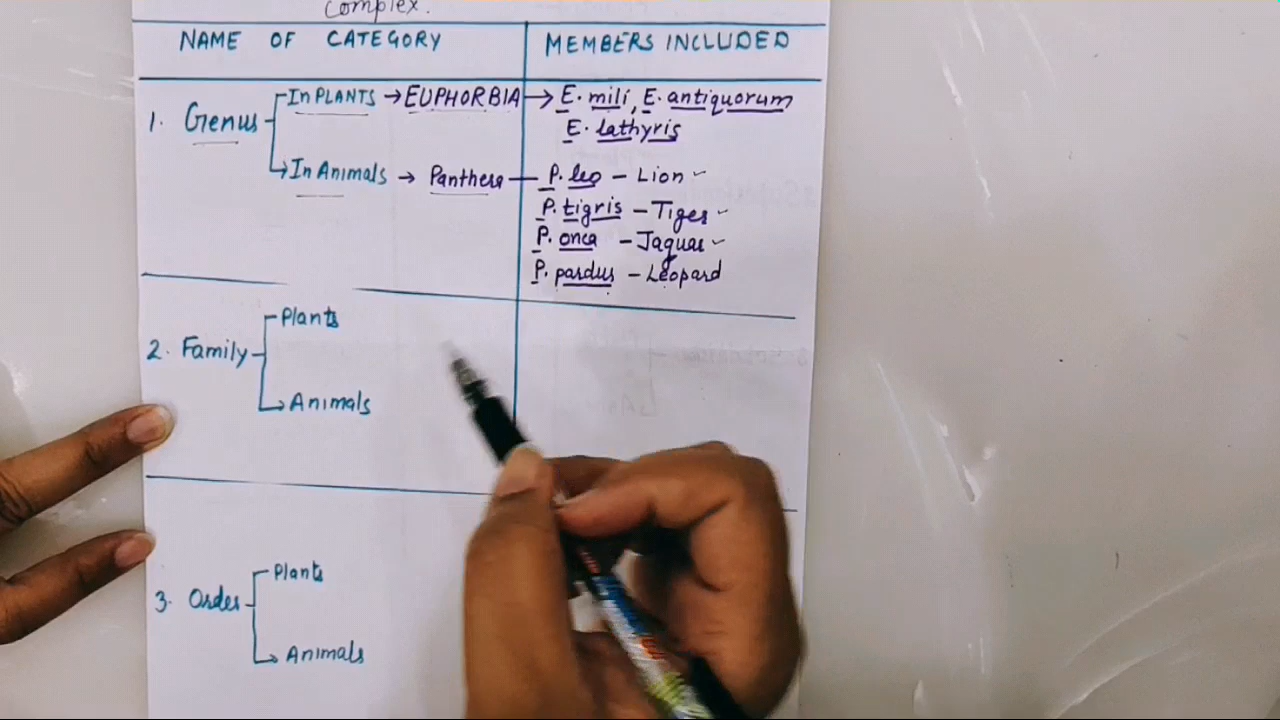 complex.
NAME OF CATEGORY MEMBERS INCLUDED
1. Genus In PLANTS → EUPHORBIA → E. mili, E. antiquorum
E. lathyris
In Animals → Panthera — P. leo – Lion
P. tigris – Tiger
P. onca – Jaguar
P. pardus – Leopard
Plants
2. Family
Animals
Plants
3. Order
Animals